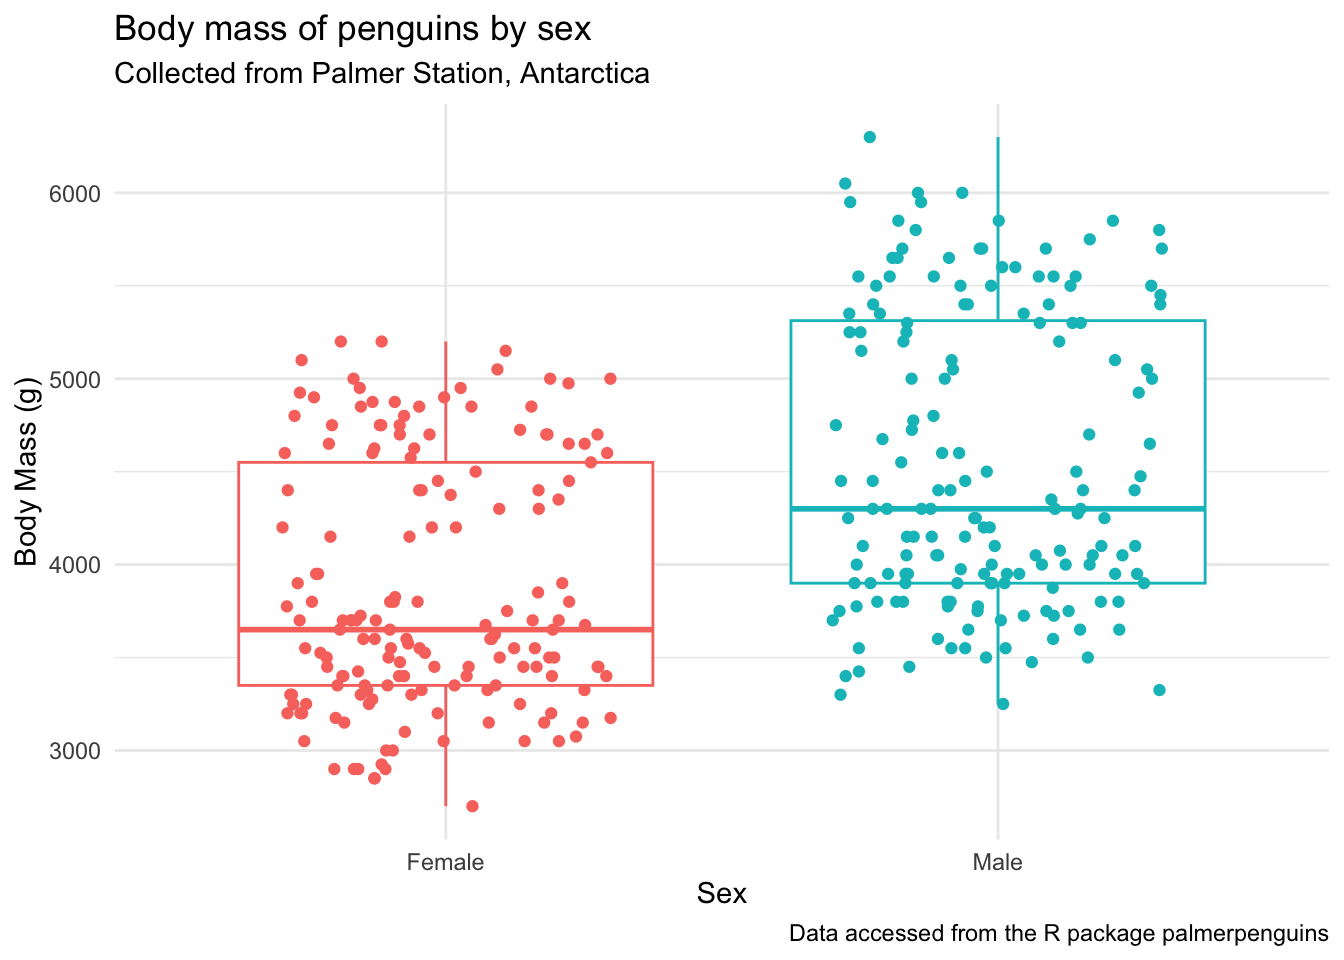 Body mass of penguins by sex
Collected from Palmer Station, Antarctica
Body Mass (g)
6000
5000
4000
3000
Female Male
Sex
Data accessed from the R package palmerpenguins